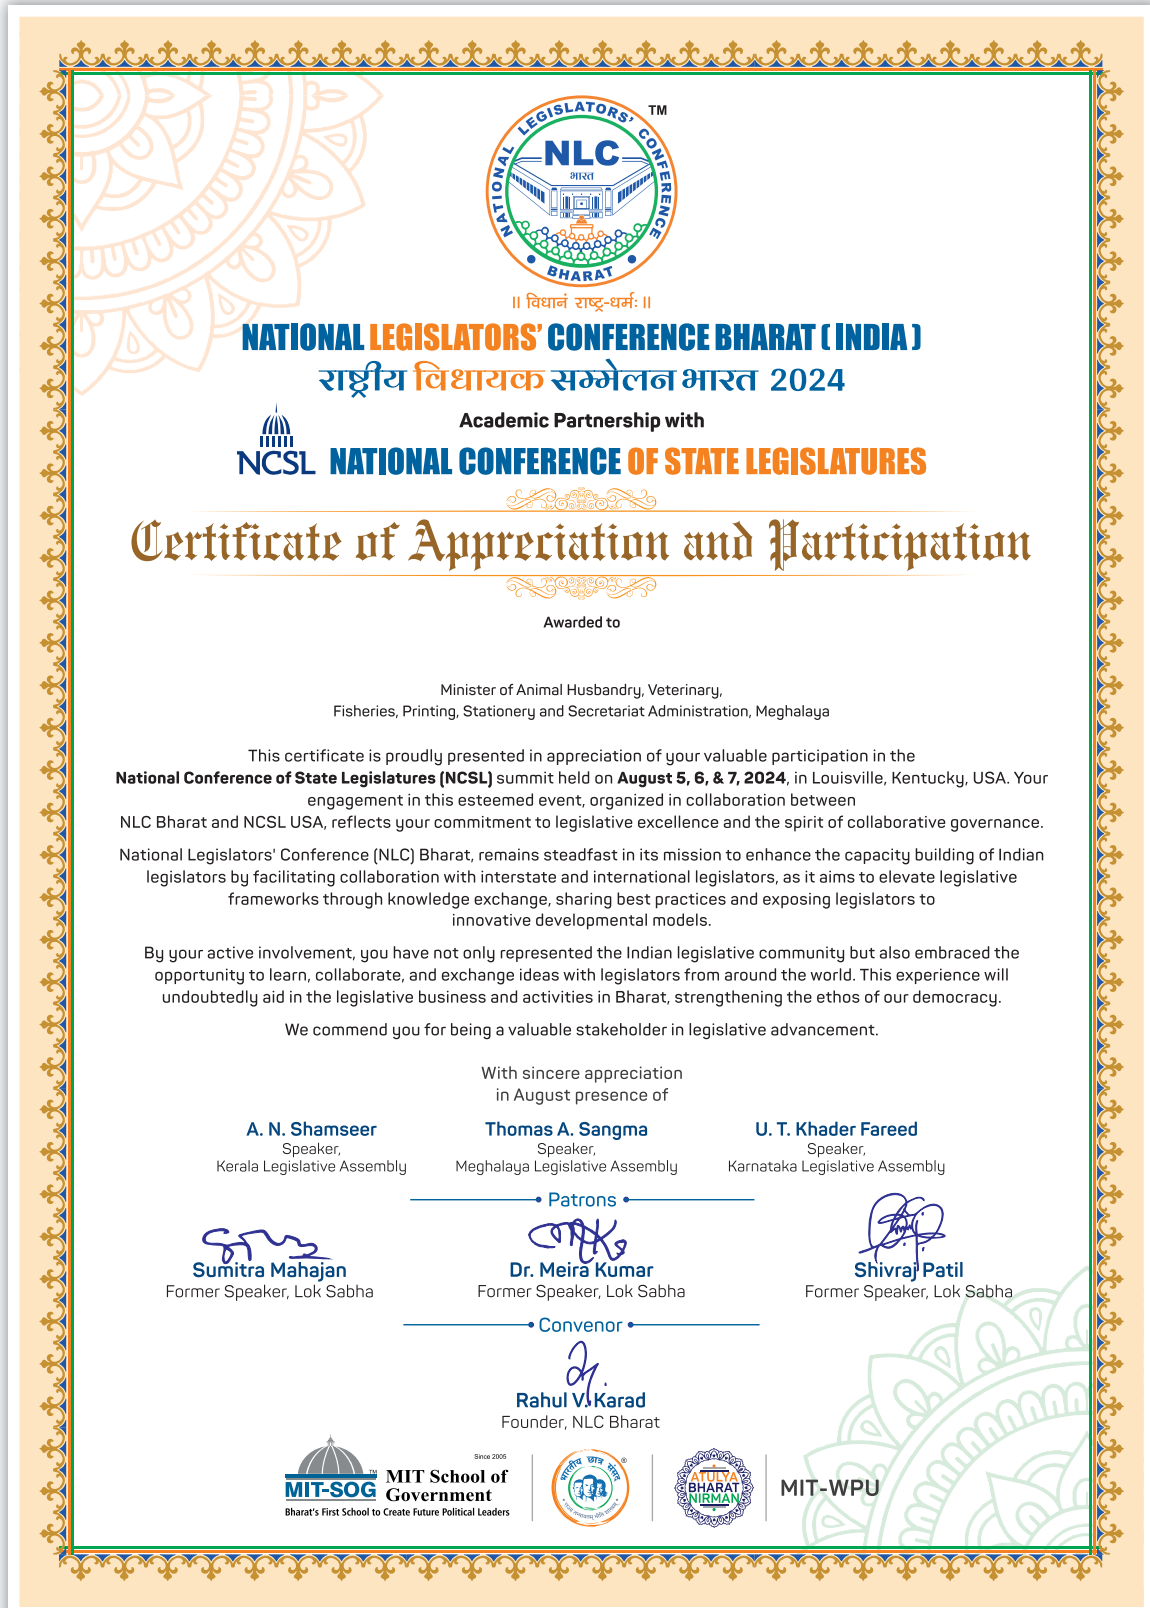 NATIONAL LEGISLATORS' CONFERENCE
TM
NLC
भारत
BHARAT
॥ विधानं राष्ट्र-धर्मः ॥
NATIONAL LEGISLATORS' CONFERENCE BHARAT ( INDIA )
राष्ट्रीय विधायक सम्मेलन भारत 2024
Academic Partnership with
NCSL NATIONAL CONFERENCE OF STATE LEGISLATURES
Certificate of Appreciation and Participation
Awarded to
Minister of Animal Husbandry, Veterinary,
Fisheries, Printing, Stationery and Secretariat Administration, Meghalaya
This certificate is proudly presented in appreciation of your valuable participation in the
National Conference of State Legislatures (NCSL) summit held on August 5, 6, & 7, 2024, in Louisville, Kentucky, USA. Your
engagement in this esteemed event, organized in collaboration between
NLC Bharat and NCSL USA, reflects your commitment to legislative excellence and the spirit of collaborative governance.
National Legislators' Conference (NLC) Bharat, remains steadfast in its mission to enhance the capacity building of Indian
legislators by facilitating collaboration with interstate and international legislators, as it aims to elevate legislative
frameworks through knowledge exchange, sharing best practices and exposing legislators to
innovative developmental models.
By your active involvement, you have not only represented the Indian legislative community but also embraced the
opportunity to learn, collaborate, and exchange ideas with legislators from around the world. This experience will
undoubtedly aid in the legislative business and activities in Bharat, strengthening the ethos of our democracy.
We commend you for being a valuable stakeholder in legislative advancement.
With sincere appreciation
in August presence of
A. N. Shamseer Thomas A. Sangma U. T. Khader Fareed
Speaker, Speaker, Speaker,
Kerala Legislative Assembly Meghalaya Legislative Assembly Karnataka Legislative Assembly
Patrons
Sumitra Mahajan Dr. Meira Kumar Shivraj Patil
Former Speaker, Lok Sabha Former Speaker, Lok Sabha Former Speaker, Lok Sabha
Convenor
Rahul V. Karad
Founder, NLC Bharat
Since 2005
TM
MIT-SOG MIT School of
Government
Bharat's First School to Create Future Political Leaders
भारतीय छात्र संसद
®
ATULYA
BHARAT
NIRMAN
MIT-WPU